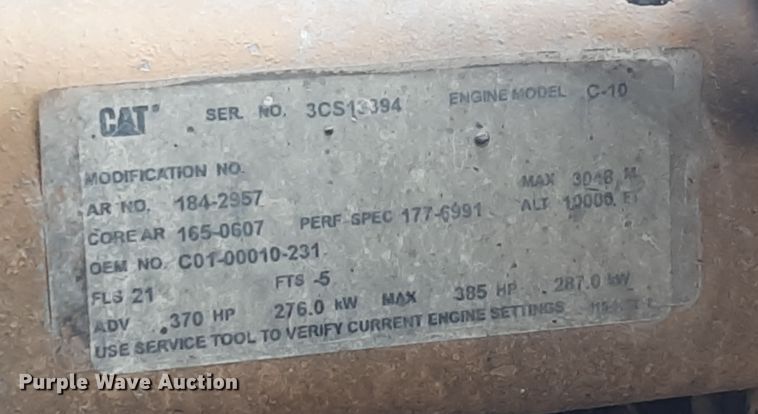 CAT SER. NO. 3CS13394 ENGINE MODEL C-10
MODIFICATION NO.
AR NO. 184-2957 MAX 3048 M
CORE AR 165-0607 PERF SPEC 177-6991 ALT 10000 FT
OEM NO. C01-00010-231
FLS 21 FTS -5
ADV .370 HP 276.0 kW MAX 385 HP 287.0 kW
USE SERVICE TOOL TO VERIFY CURRENT ENGINE SETTINGS
Purple Wave Auction